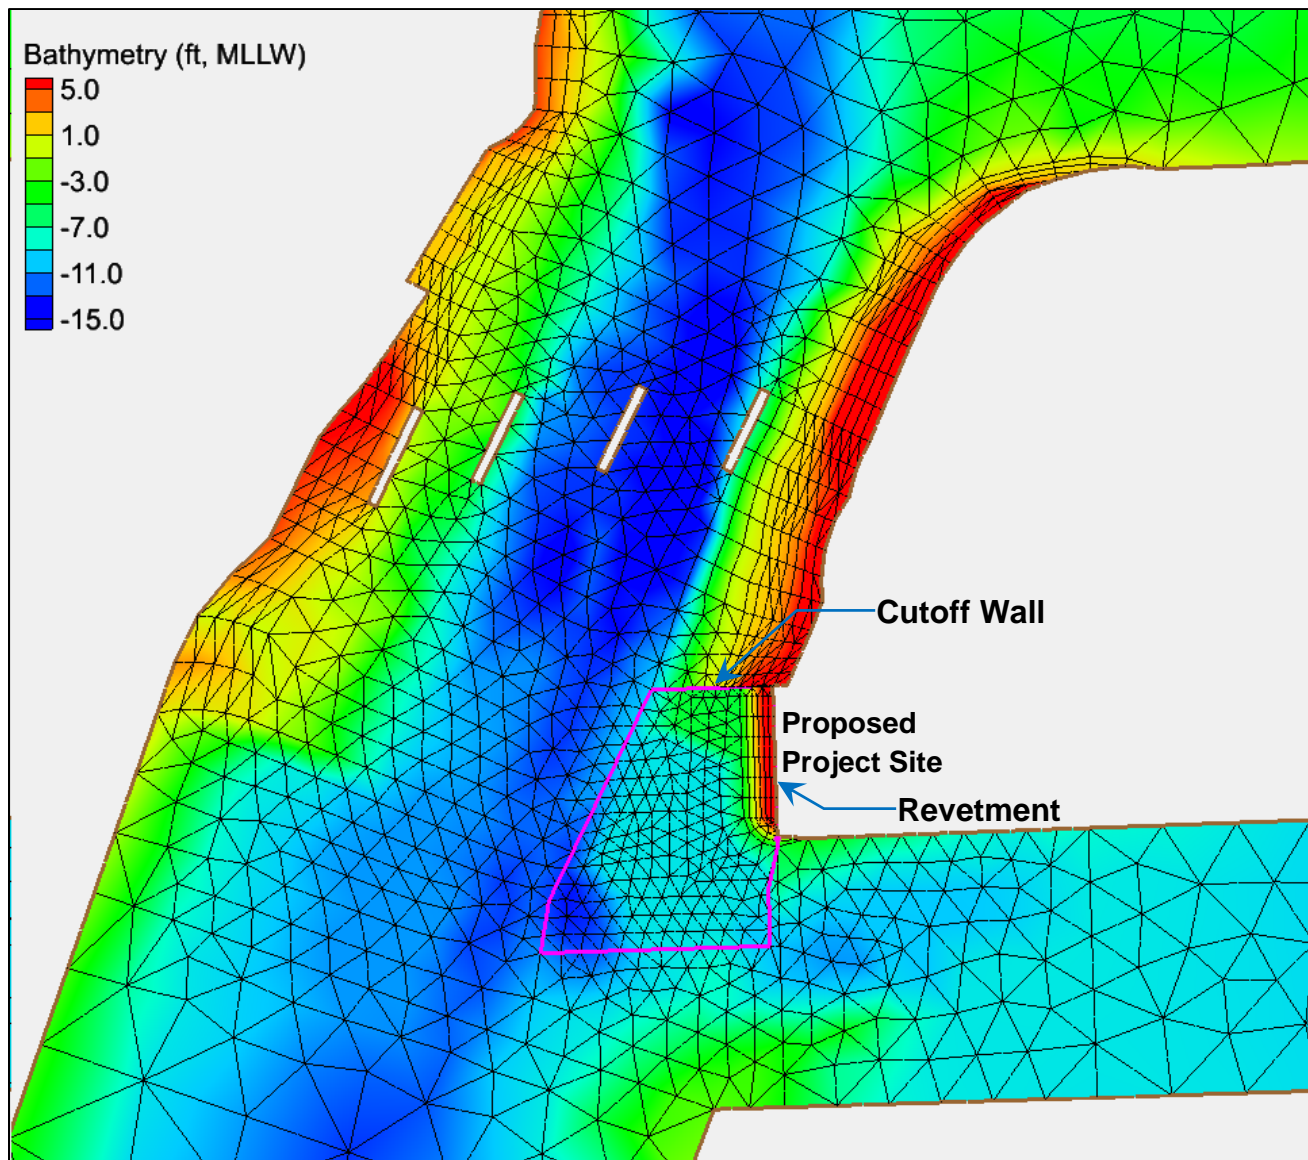 Bathymetry (ft, MLLW)
5.0
1.0
-3.0
-7.0
-11.0
-15.0
Cutoff Wall
Proposed
Project Site
Revetment